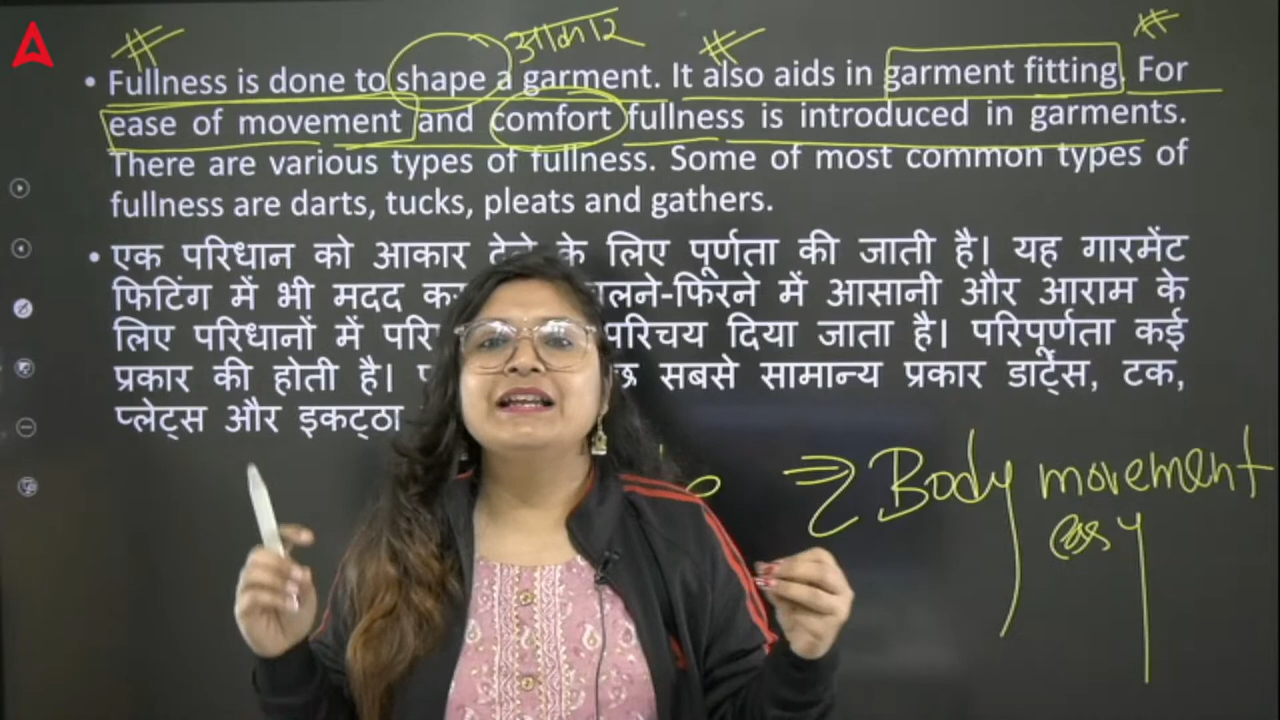 आकार
• Fullness is done to shape a garment. It also aids in garment fitting. For
ease of movement and comfort fullness is introduced in garments.
There are various types of fullness. Some of most common types of
fullness are darts, tucks, pleats and gathers.
• एक परिधान को आकार देने के लिए पूर्णता की जाती है। यह गारमेंट
फिटिंग में भी मदद में आसानी और आराम के
लिए परिधानों में परिचय दिया जाता है। परिपूर्णता कई
प्रकार की होती है। सबसे सामान्य प्रकार डार्ट्स, टक,
प्लेट्स और इकट्ठा
Body movement
easy